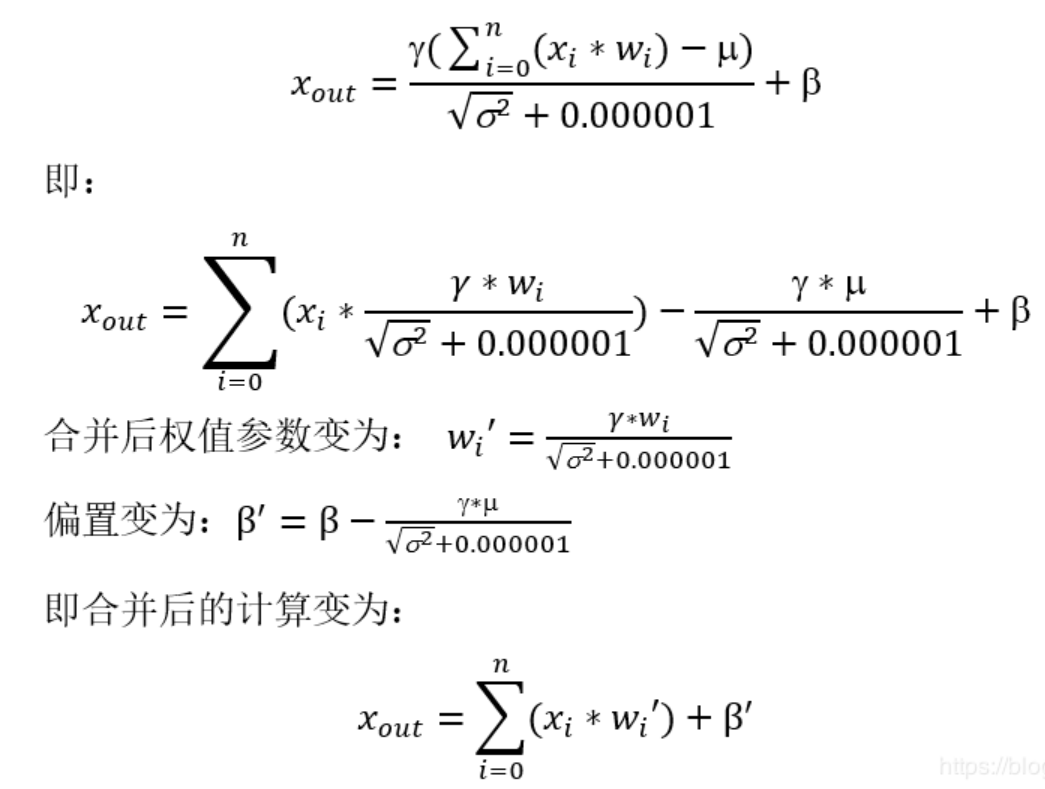 x_out = γ(∑_{i=0}^{n}(x_i * w_i) − μ) / (√σ² + 0.000001) + β
即：
x_out = ∑_{i=0}^{n}(x_i * (γ * w_i) / (√σ² + 0.000001)) − (γ * μ) / (√σ² + 0.000001) + β
合并后权值参数变为： w_i′ = (γ*w_i) / (√σ²+0.000001)
偏置变为：β′ = β − (γ*μ) / (√σ²+0.000001)
即合并后的计算变为：
x_out = ∑_{i=0}^{n}(x_i * w_i′) + β′
https://blog